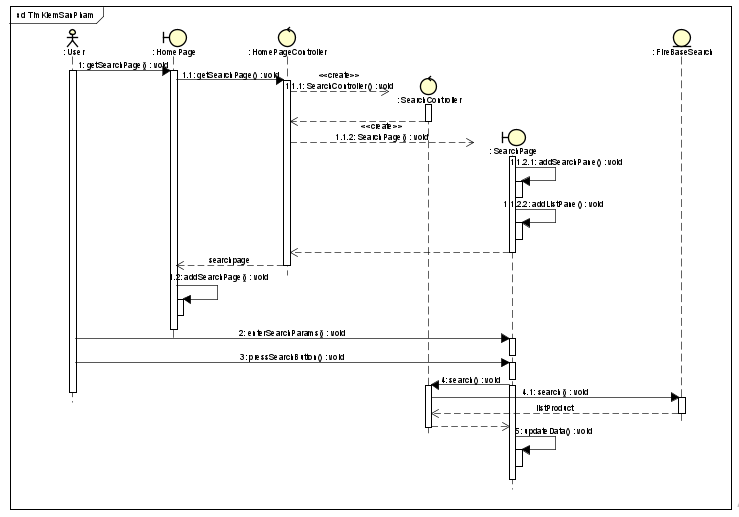 sd TimKiemSanPham
: User
: HomePage
: HomePageController
: FireBaseSearch
1: getSearchPage() : void
1.1: getSearchPage() : void
<<create>>
1.1.1: SearchController() : void
: SearchController
<<create>>
1.1.2: SearchPage() : void
: SearchPage
1.1.2.1: addSearchPane() : void
1.1.2.2: addListPane() : void
searchpage
1.2: addSearchPage() : void
2: enterSearchParams() : void
3: pressSearchButton() : void
4: search() : void
4.1: search() : void
listProduct
5: updateData() : void